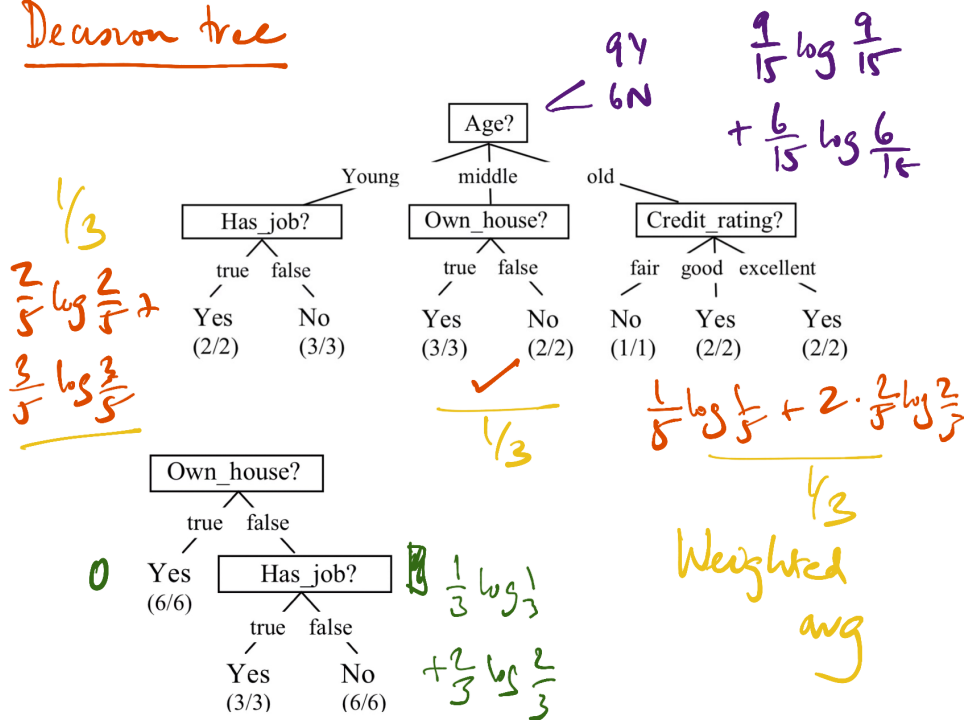 Decision tree
9Y
6N
9/15 log 9/15
+ 6/15 log 6/15
Age?
Young middle old
1/3
Has_job? Own_house? Credit_rating?
true false true false fair good excellent
2/5 log 2/5 +
Yes No Yes No No Yes Yes
(2/2) (3/3) (3/3) (2/2) (1/1) (2/2) (2/2)
3/5 log 3/5
✓
1/5 log 1/5 + 2 · 2/5 log 2/5
1/3
1/3
Weighted
avg
Own_house?
true false
0 Yes Has_job? 1/3 log 1/3
(6/6)
true false
Yes No + 2/3 log 2/3
(3/3) (6/6)